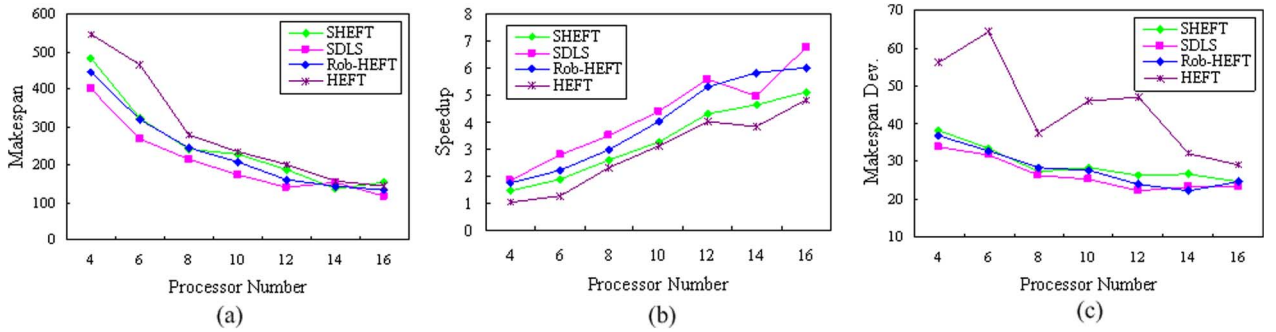 Makespan
600
500
400
300
200
100
0
4 6 8 10 12 14 16
Processor Number
SHEFT
SDLS
Rob-HEFT
HEFT
(a)
Speedup
8
7
6
5
4
3
2
1
0
4 6 8 10 12 14 16
Processor Number
SHEFT
SDLS
Rob-HEFT
HEFT
(b)
Makespan Dev.
70
60
50
40
30
20
10
4 6 8 10 12 14 16
Processor Number
SHEFT
SDLS
Rob-HEFT
HEFT
(c)